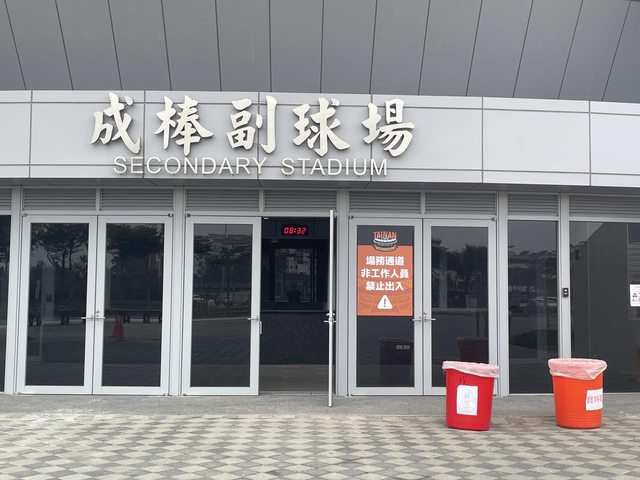 成棒副球場
SECONDARY STADIUM
08:32
TAINAN
場務通道
非工作人員
禁止出入